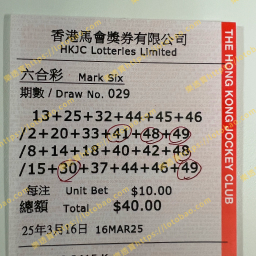 香港馬會獎券有限公司
HKJC Lotteries Limited
六合彩 Mark Six
期數 / Draw No. 029
13+25+32+44+45+46
/2+20+33+41+48+49
/8+14+18+40+42+48
/15+30+37+44+46+49
每注 Unit Bet $10.00
總額 Total $40.00
25年3月16日 16MAR25
THE HONG KONG JOCKEY CLUB